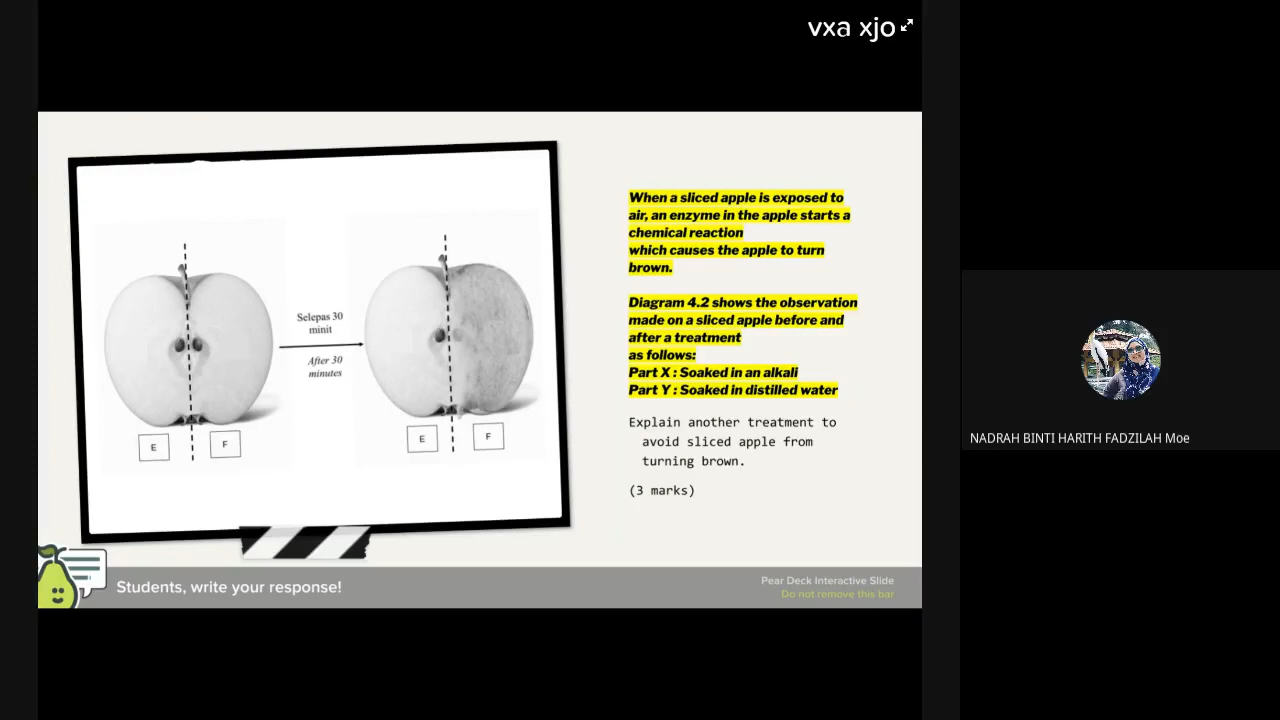 vxa xjo
When a sliced apple is exposed to
air, an enzyme in the apple starts a
chemical reaction
which causes the apple to turn
brown.
Diagram 4.2 shows the observation
made on a sliced apple before and
after a treatment
as follows:
Part X : Soaked in an alkali
Part Y : Soaked in distilled water
Explain another treatment to
avoid sliced apple from
turning brown.
(3 marks)
Selepas 30
minit
After 30
minutes
E
F
E
F
Students, write your response!
Pear Deck Interactive Slide
Do not remove this bar
NADRAH BINTI HARITH FADZILAH Moe